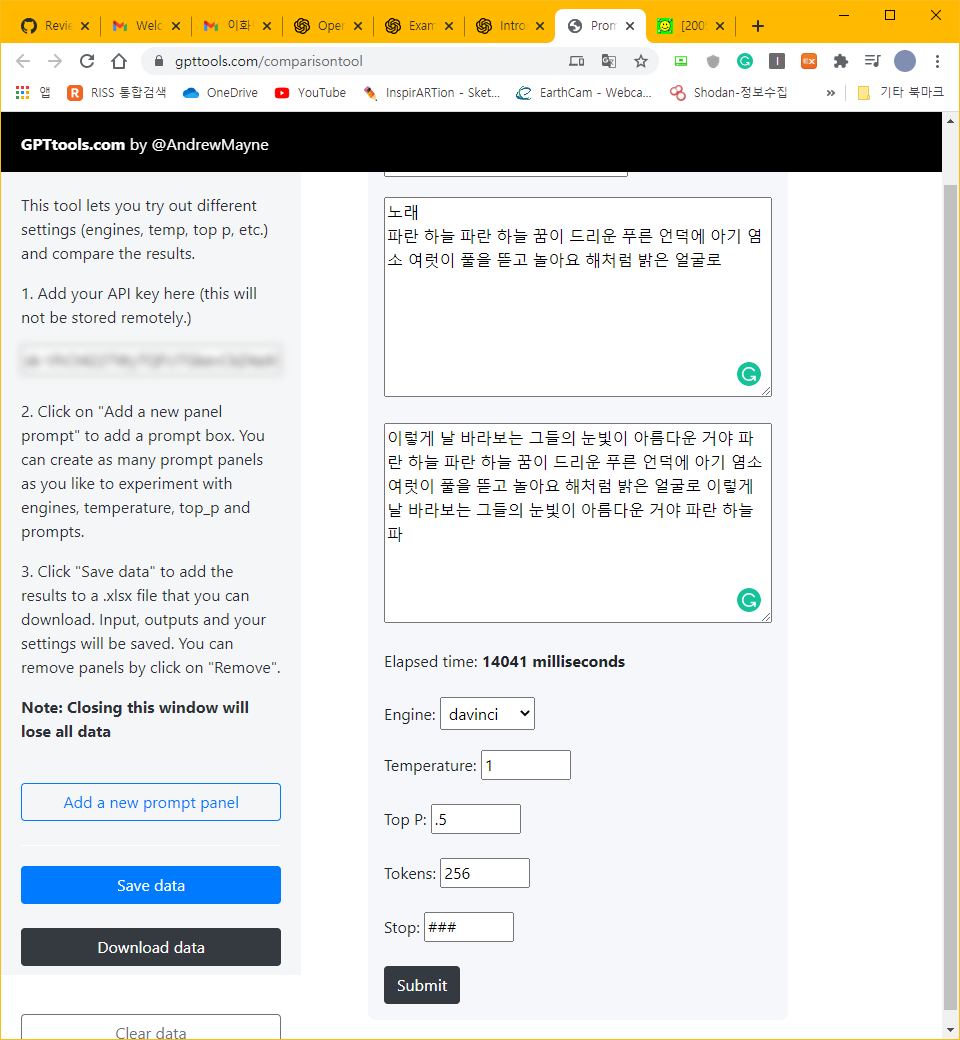 Revie
Welc
이화
Oper
Exam
Intro
Pron
[200
gpttools.com/comparisontool
앱
RISS 통합검색
OneDrive
YouTube
InspirARTion - Sket...
EarthCam - Webca...
Shodan-정보수집
»
기타 북마크
GPTtools.com by @AndrewMayne
This tool lets you try out different
settings (engines, temp, top p, etc.)
and compare the results.
1. Add your API key here (this will
not be stored remotely.)
2. Click on "Add a new panel
prompt" to add a prompt box. You
can create as many prompt panels
as you like to experiment with
engines, temperature, top_p and
prompts.
3. Click "Save data" to add the
results to a .xlsx file that you can
download. Input, outputs and your
settings will be saved. You can
remove panels by click on "Remove".
Note: Closing this window will
lose all data
Add a new prompt panel
Save data
Download data
Clear data
노래
파란 하늘 파란 하늘 꿈이 드리운 푸른 언덕에 아기 염
소 여럿이 풀을 뜯고 놀아요 해처럼 밝은 얼굴로
이렇게 날 바라보는 그들의 눈빛이 아름다운 거야 파
란 하늘 파란 하늘 꿈이 드리운 푸른 언덕에 아기 염소
여럿이 풀을 뜯고 놀아요 해처럼 밝은 얼굴로 이렇게
날 바라보는 그들의 눈빛이 아름다운 거야 파란 하늘
파
Elapsed time: 14041 milliseconds
Engine: davinci
Temperature: 1
Top P: .5
Tokens: 256
Stop: ###
Submit